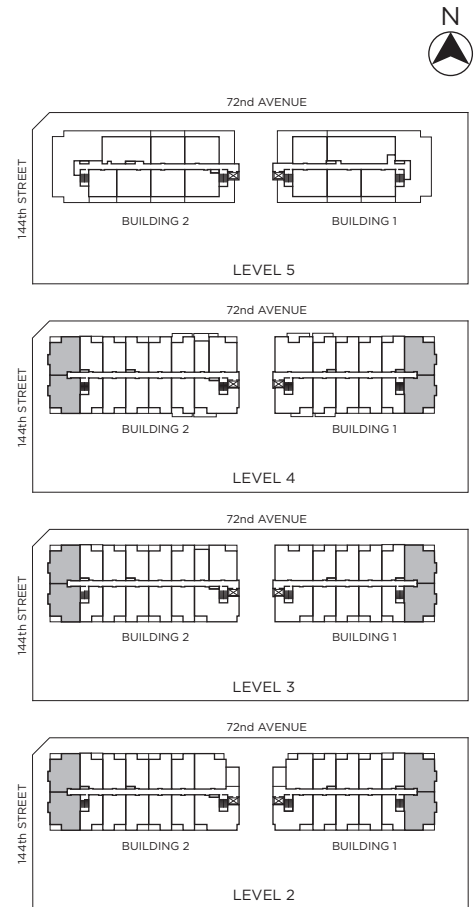 N
72nd AVENUE
144th STREET
BUILDING 2
BUILDING 1
LEVEL 5
72nd AVENUE
144th STREET
BUILDING 2
BUILDING 1
LEVEL 4
72nd AVENUE
144th STREET
BUILDING 2
BUILDING 1
LEVEL 3
72nd AVENUE
144th STREET
BUILDING 2
BUILDING 1
LEVEL 2